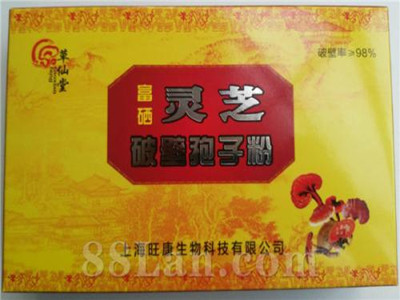 草仙堂
破壁率≥98%
富硒
灵芝
破壁孢子粉
上海旺康生物科技有限公司
88Lan.com